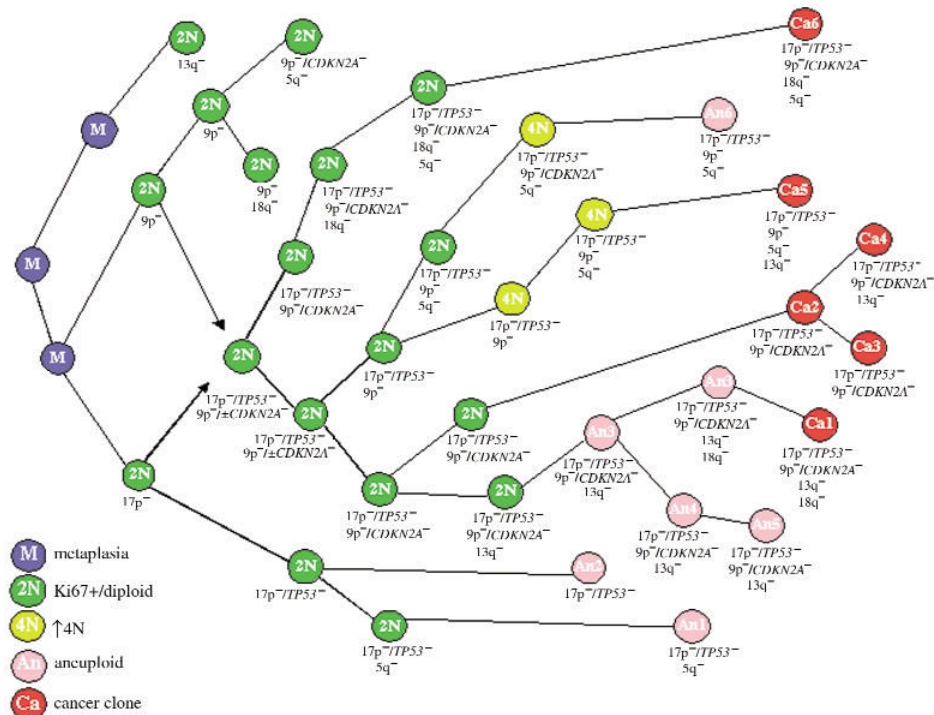 2N
13q⁻
2N
9p⁻/CDKN2A⁻
5q⁻
Ca6
17p⁻/TP53⁻
9p⁻/CDKN2A⁻
18q⁻
5q⁻
2N
17p⁻/TP53⁻
9p⁻/CDKN2A⁻
18q⁻
5q⁻
M
2N
9p⁻
4N
17p⁻/TP53⁻
9p⁻/CDKN2A⁻
5q⁻
An6
17p⁻/TP53⁻
9p⁻
5q⁻
2N
9p⁻
18q⁻
2N
17p⁻/TP53⁻
9p⁻/CDKN2A⁻
18q⁻
2N
9p⁻
4N
17p⁻/TP53⁻
9p⁻
5q⁻
Ca5
17p⁻/TP53⁻
9p⁻
5q⁻
13q⁻
M
2N
17p⁻/TP53⁻
9p⁻/CDKN2A⁻
2N
17p⁻/TP53⁻
9p⁻
5q⁻
Ca4
17p⁻/TP53⁻
9p⁻/CDKN2A⁻
13q⁻
4N
17p⁻/TP53⁻
9p⁻
Ca2
17p⁻/TP53⁻
9p⁻/CDKN2A⁻
M
2N
17p⁻/TP53⁻
9p⁻/±CDKN2A⁻
2N
17p⁻/TP53⁻
9p⁻
Ca3
17p⁻/TP53⁻
9p⁻/CDKN2A⁻
2N
17p⁻/TP53⁻
9p⁻/±CDKN2A⁻
2N
17p⁻/TP53⁻
9p⁻/CDKN2A⁻
An3
17p⁻/TP53⁻
9p⁻/CDKN2A⁻
13q⁻
18q⁻
An3
17p⁻/TP53⁻
9p⁻/CDKN2A⁻
13q⁻
Ca1
17p⁻/TP53⁻
9p⁻/CDKN2A⁻
13q⁻
18q⁻
2N
17p⁻
2N
17p⁻/TP53⁻
9p⁻/CDKN2A⁻
2N
17p⁻/TP53⁻
9p⁻/CDKN2A⁻
13q⁻
An4
17p⁻/TP53⁻
9p⁻/CDKN2A⁻
13q⁻
An5
17p⁻/TP53⁻
9p⁻/CDKN2A⁻
13q⁻
2N
17p⁻/TP53⁻
An2
17p⁻/TP53⁻
2N
17p⁻/TP53⁻
5q⁻
An1
17p⁻/TP53⁻
5q⁻
M metaplasia
2N Ki67+/diploid
4N ↑4N
An aneuploid
Ca cancer clone